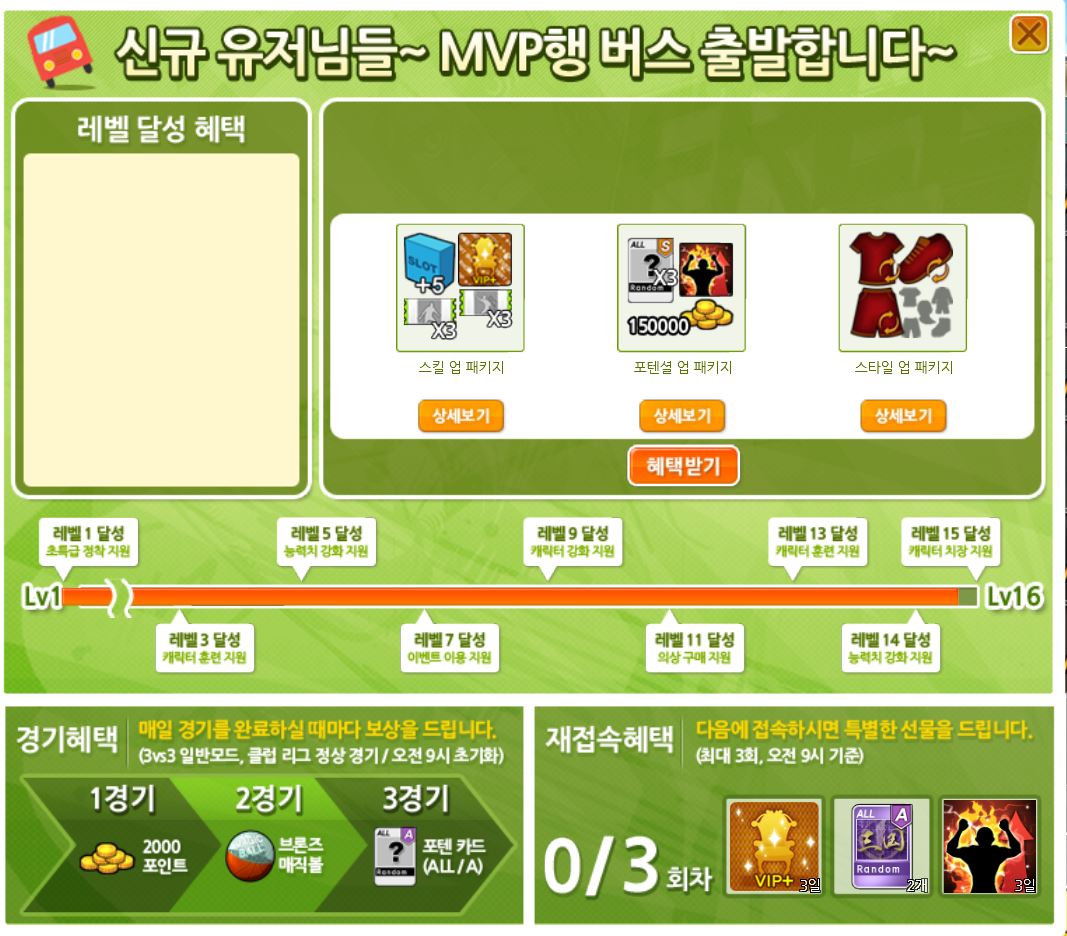 신규 유저님들~ MVP행 버스 출발합니다~
레벨 달성 혜택
SLOT
+5
VIP+
X3
X3
ALL
S
?
X3
Random
150000
스킬 업 패키지
포텐셜 업 패키지
스타일 업 패키지
상세보기
상세보기
상세보기
혜택받기
레벨 1 달성
초특급 정착 지원
레벨 5 달성
능력치 강화 지원
레벨 9 달성
캐릭터 강화 지원
레벨 13 달성
캐릭터 훈련 지원
레벨 15 달성
캐릭터 치장 지원
Lv1
Lv16
레벨 3 달성
캐릭터 훈련 지원
레벨 7 달성
이벤트 이용 지원
레벨 11 달성
의상 구매 지원
레벨 14 달성
능력치 강화 지원
경기혜택
매일 경기를 완료하실 때마다 보상을 드립니다.
(3vs3 일반모드, 클럽 리그 정상 경기 / 오전 9시 초기화)
1경기
2경기
3경기
2000
포인트
MAGIC
BALL
브론즈
매직볼
ALL
A
?
Random
포텐 카드
(ALL / A)
재접속혜택
다음에 접속하시면 특별한 선물을 드립니다.
(최대 3회, 오전 9시 기준)
0/3 회차
VIP+
3일
ALL
A
Random
2개
3일